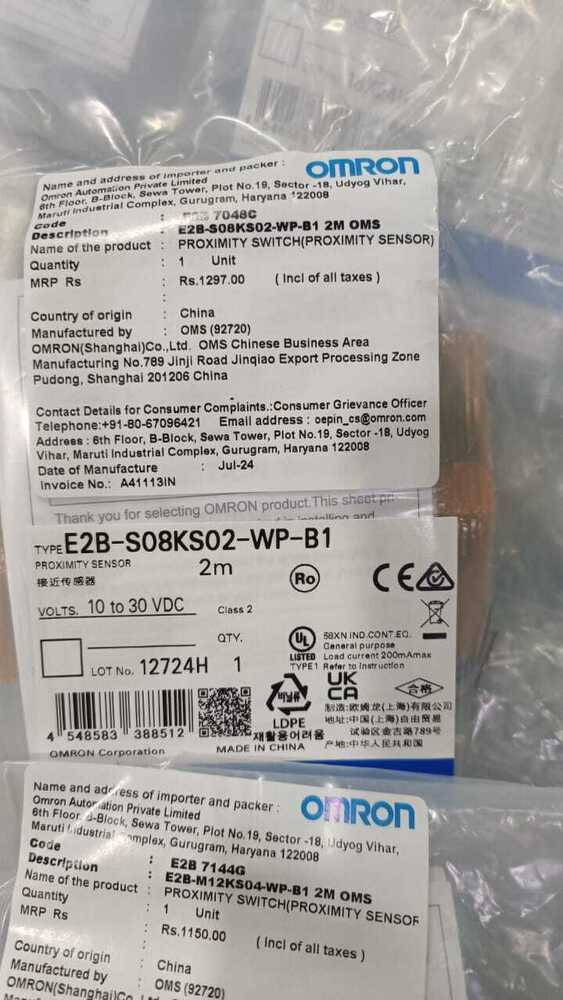 Name and address of importer and packer :
OMRON
Omron Automation Private Limited
6th Floor, B-Block, Sewa Tower, Plot No.19, Sector -18, Udyog Vihar,
Maruti Industrial Complex, Gurugram, Haryana 122008
Code : 7048C
Description : E2B-S08KS02-WP-B1 2M OMS
Name of the product : PROXIMITY SWITCH(PROXIMITY SENSOR)
Quantity : 1 Unit
MRP Rs : Rs.1297.00 ( Incl of all taxes )
:
Country of origin : China
Manufactured by : OMS (92720)
OMRON(Shanghai)Co.,Ltd. OMS Chinese Business Area
Manufacturing No.789 Jinji Road Jinqiao Export Processing Zone
Pudong, Shanghai 201206 China
Contact Details for Consumer Complaints.:Consumer Grievance Officer
Telephone:+91-80-67096421 Email address : oepin_cs@omron.com
Address : 6th Floor, B-Block, Sewa Tower, Plot No.19, Sector -18, Udyog
Vihar, Maruti Industrial Complex, Gurugram, Haryana 122008
Date of Manufacture : Jul-24
Invoice No.: A41113IN
Thank you for selecting OMRON product. This sheet pri
in installing and
TYPE E2B-S08KS02-WP-B1
PROXIMITY SENSOR 2m
接近传感器
Ro
CE
VOLTS. 10 to 30 VDC Class 2
QTY.
LOT No. 12724H 1
UL
LISTED
TYPE1
58XN IND.CONT.EQ.
General purpose
Load current 200mAmax
Refer to Instruction
UK
CA
合格
비닐류
LDPE
재활용어려움
制造:欧姆龙(上海)有限公司
地址:中国(上海)自由贸易
试验区金吉路789号
产地:中华人民共和国
4 548583 388512
OMRON Corporation
MADE IN CHINA
Name and address of importer and packer :
OMRON
Omron Automation Private Limited
6th Floor, B-Block, Sewa Tower, Plot No.19, Sector -18, Udyog Vihar,
Maruti Industrial Complex, Gurugram, Haryana 122008
Code : E2B 7144G
Description : E2B-M12KS04-WP-B1 2M OMS
Name of the product : PROXIMITY SWITCH(PROXIMITY SENSOR
Quantity : 1 Unit
MRP Rs : Rs.1150.00 ( Incl of all taxes )
Country of origin : China
Manufactured by : OMS (92720)
OMRON(Shanghai)Co.,